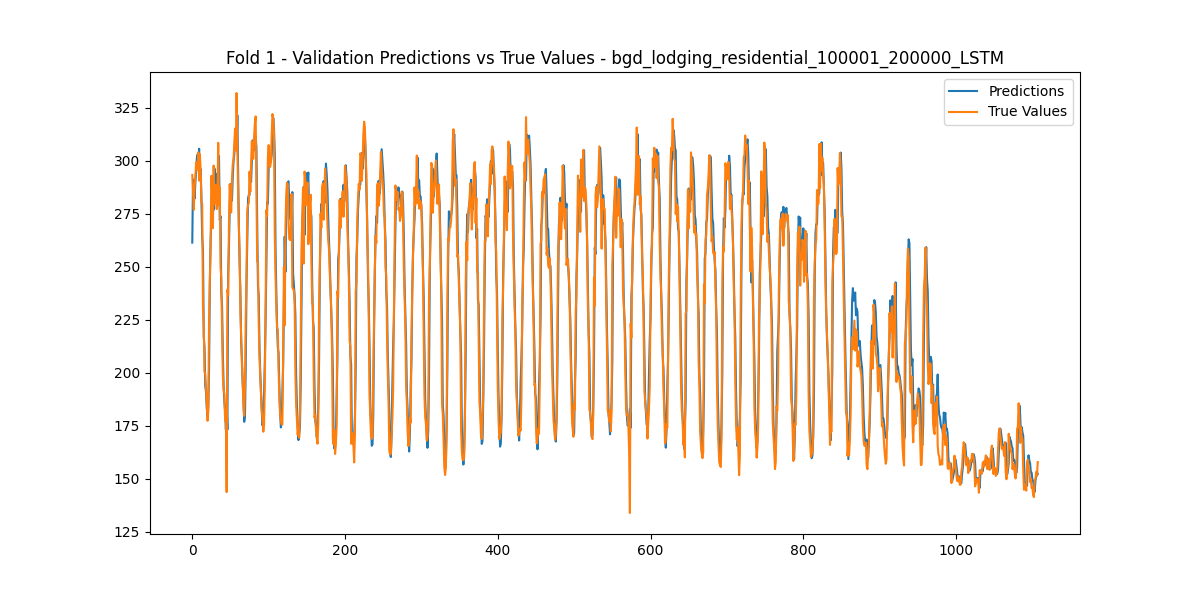 Fold 1 - Validation Predictions vs True Values - bgd_lodging_residential_100001_200000_LSTM
Predictions
True Values
325
300
275
250
225
200
175
150
125
0 200 400 600 800 1000